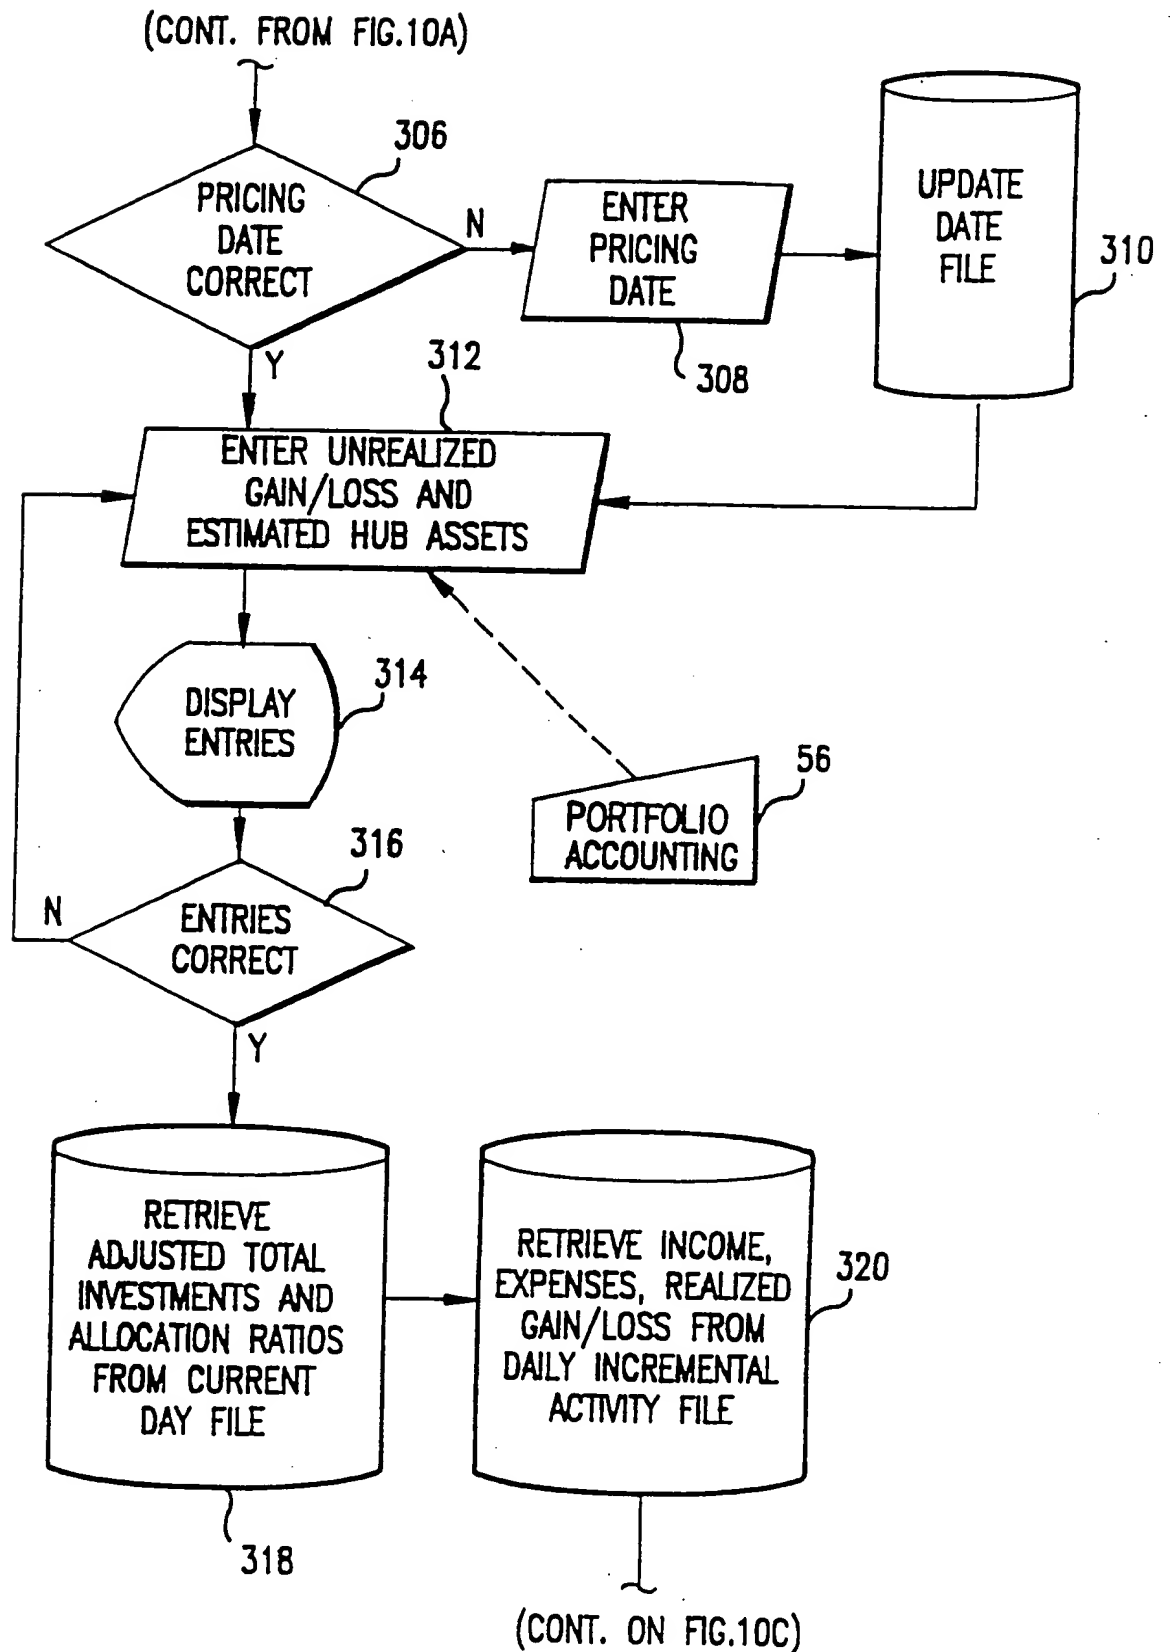 (CONT. FROM FIG.10A)
306
PRICING
DATE
CORRECT
N
Y
ENTER
PRICING
DATE
308
UPDATE
DATE
FILE
310
312
ENTER UNREALIZED
GAIN/LOSS AND
ESTIMATED HUB ASSETS
DISPLAY
ENTRIES
314
56
PORTFOLIO
ACCOUNTING
316
ENTRIES
CORRECT
N
Y
RETRIEVE
ADJUSTED TOTAL
INVESTMENTS AND
ALLOCATION RATIOS
FROM CURRENT
DAY FILE
318
RETRIEVE INCOME,
EXPENSES, REALIZED
GAIN/LOSS FROM
DAILY INCREMENTAL
ACTIVITY FILE
320
(CONT. ON FIG.10C)